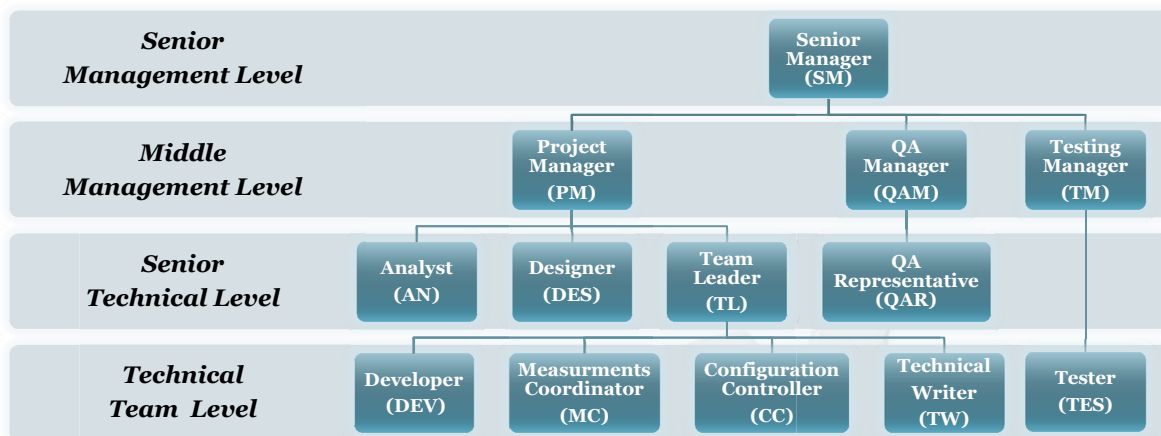 Senior
Management Level
Senior
Manager
(SM)
Middle
Management Level
Project
Manager
(PM)
QA
Manager
(QAM)
Testing
Manager
(TM)
Senior
Technical Level
Analyst
(AN)
Designer
(DES)
Team
Leader
(TL)
QA
Representative
(QAR)
Technical
Team Level
Developer
(DEV)
Measurments
Coordinator
(MC)
Configuration
Controller
(CC)
Technical
Writer
(TW)
Tester
(TES)